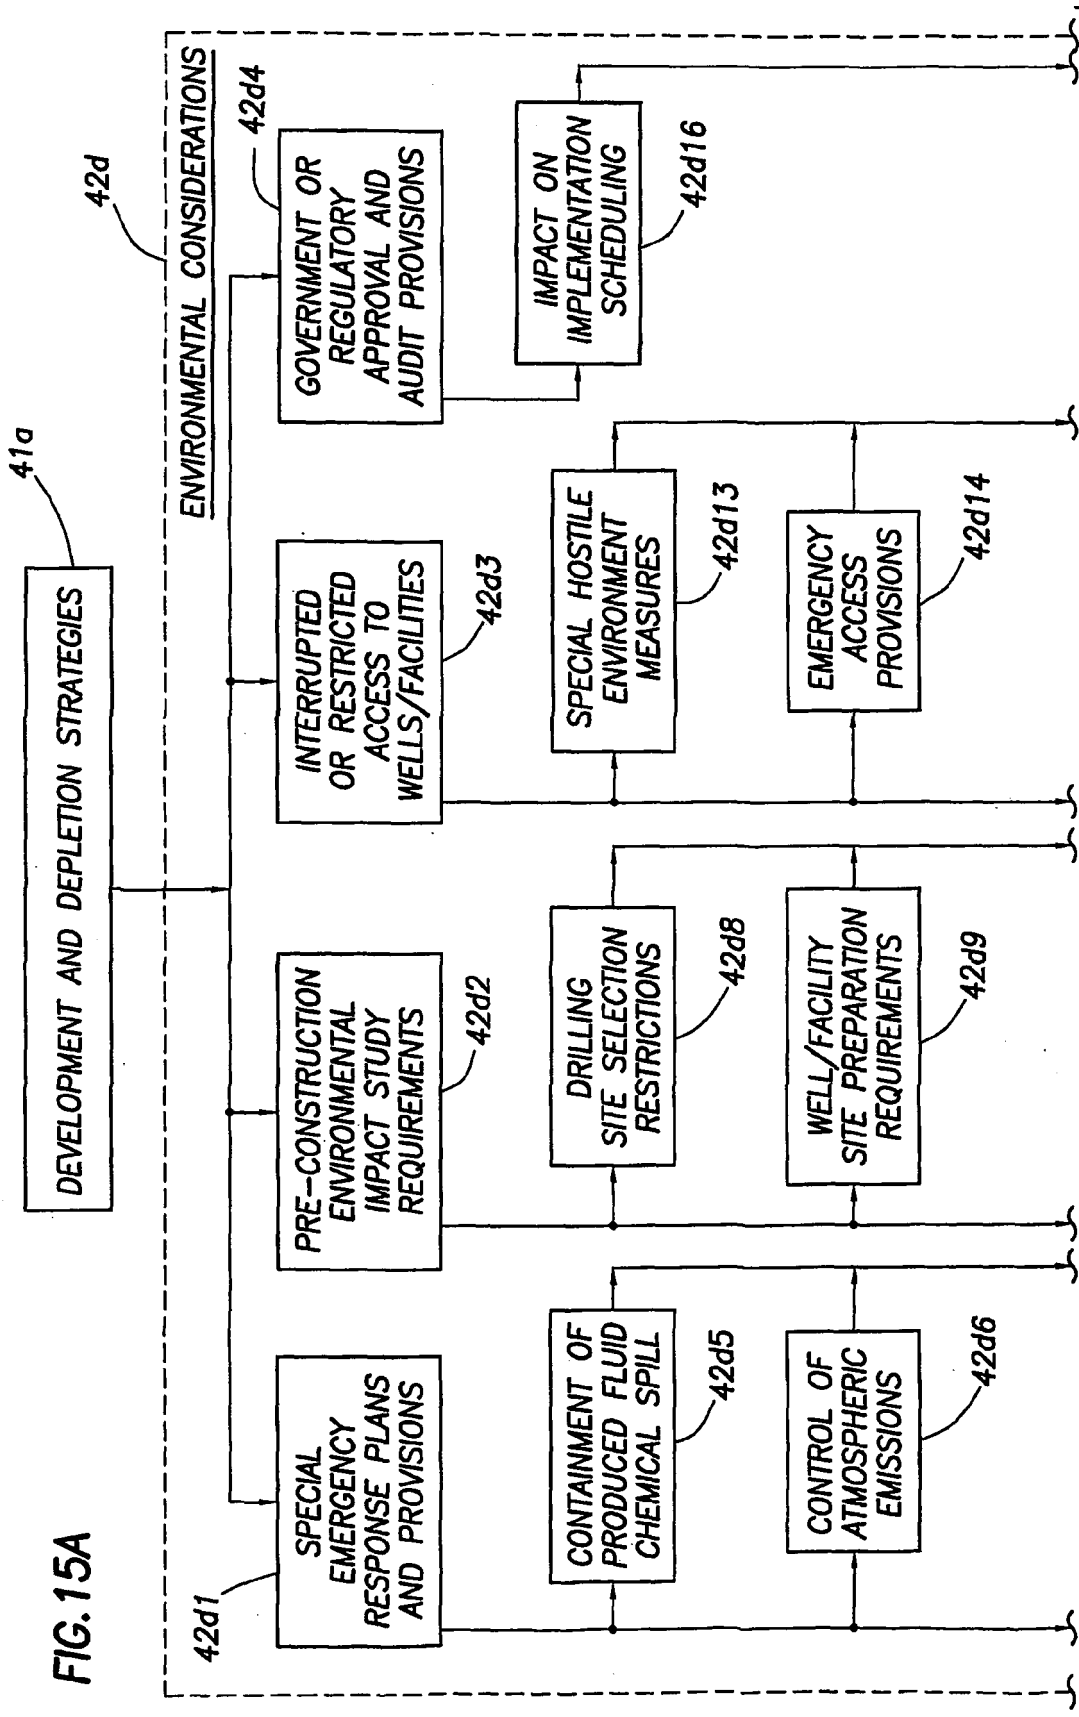 FIG.15A
DEVELOPMENT AND DEPLETION STRATEGIES
41a
42d
ENVIRONMENTAL CONSIDERATIONS
42d1
SPECIAL
EMERGENCY
RESPONSE PLANS
AND PROVISIONS
PRE-CONSTRUCTION
ENVIRONMENTAL
IMPACT STUDY
REQUIREMENTS
42d2
INTERRUPTED
OR RESTRICTED
ACCESS TO
WELLS/FACILITIES
42d3
GOVERNMENT OR
REGULATORY
APPROVAL AND
AUDIT PROVISIONS
42d4
CONTAINMENT OF
PRODUCED FLUID
CHEMICAL SPILL
42d5
DRILLING
SITE SELECTION
RESTRICTIONS
42d8
SPECIAL HOSTILE
ENVIRONMENT
MEASURES
42d13
IMPACT ON
IMPLEMENTATION
SCHEDULING
42d16
CONTROL OF
ATMOSPHERIC
EMISSIONS
42d6
WELL/FACILITY
SITE PREPARATION
REQUIREMENTS
42d9
EMERGENCY
ACCESS
PROVISIONS
42d14